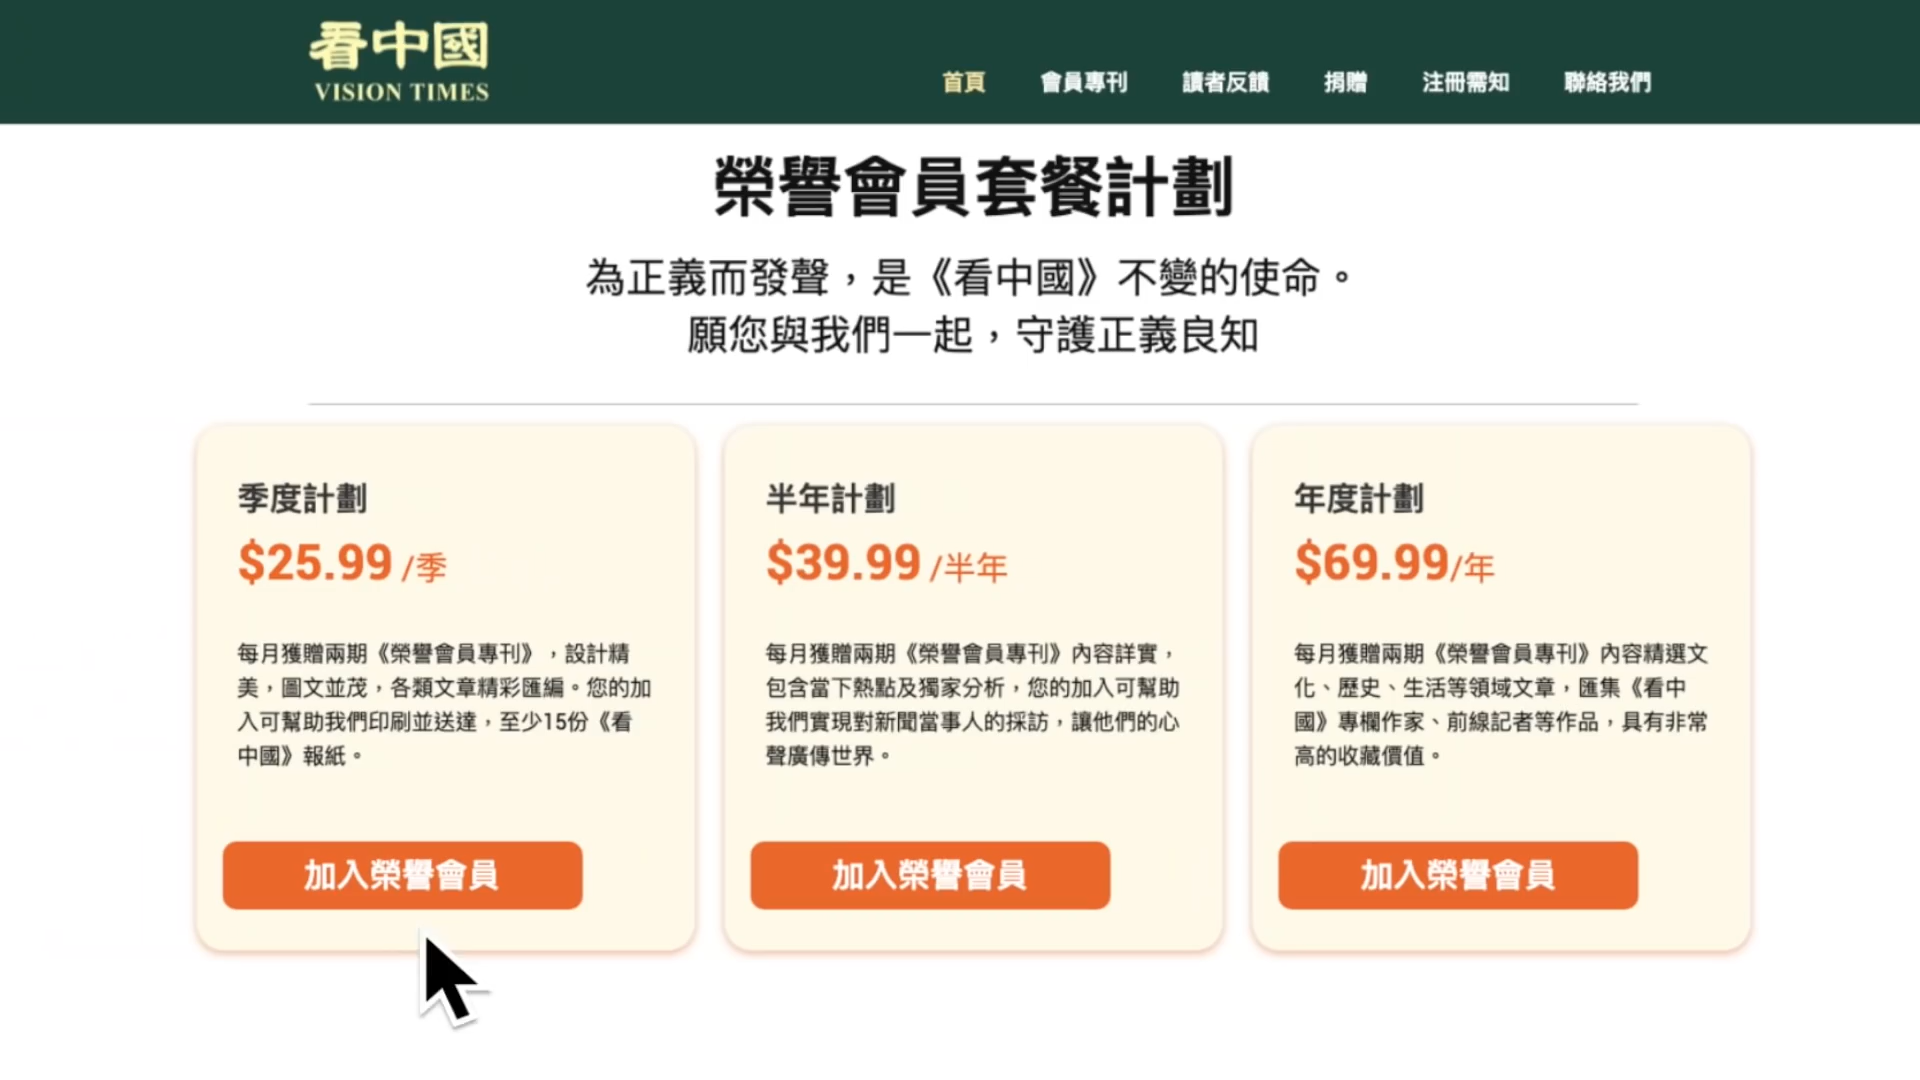 看中國
VISION TIMES
首頁 會員專刊 讀者反饋 捐贈 注冊需知 聯絡我們
榮譽會員套餐計劃
為正義而發聲，是《看中國》不變的使命。
願您與我們一起，守護正義良知
季度計劃
$25.99 /季
每月獲贈兩期《榮譽會員專刊》，設計精
美，圖文並茂，各類文章精彩匯編。您的加
入可幫助我們印刷並送達，至少15份《看
中國》報紙。
加入榮譽會員
半年計劃
$39.99 /半年
每月獲贈兩期《榮譽會員專刊》內容詳實，
包含當下熱點及獨家分析，您的加入可幫助
我們實現對新聞當事人的採訪，讓他們的心
聲廣傳世界。
加入榮譽會員
年度計劃
$69.99/年
每月獲贈兩期《榮譽會員專刊》內容精選文
化、歷史、生活等領域文章，匯集《看中
國》專欄作家、前線記者等作品，具有非常
高的收藏價值。
加入榮譽會員